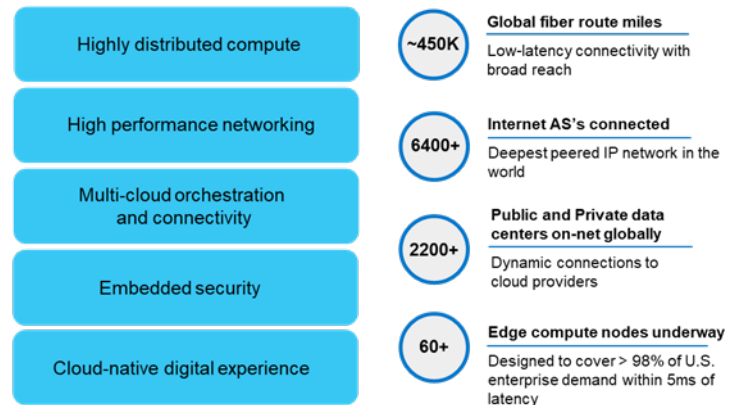 Highly distributed compute
High performance networking
Multi-cloud orchestration
and connectivity
Embedded security
Cloud-native digital experience
~450K
Global fiber route miles
Low-latency connectivity with
broad reach
6400+
Internet AS's connected
Deepest peered IP network in the
world
2200+
Public and Private data
centers on-net globally
Dynamic connections to
cloud providers
60+
Edge compute nodes underway
Designed to cover > 98% of U.S.
enterprise demand within 5ms of
latency